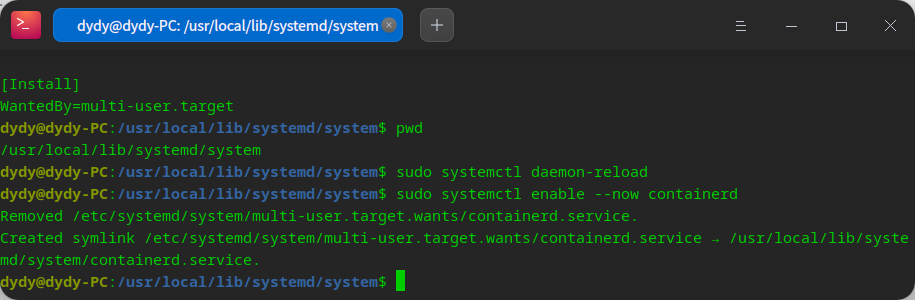 dydy@dydy-PC: /usr/local/lib/systemd/system
[Install]
WantedBy=multi-user.target
dydy@dydy-PC:/usr/local/lib/systemd/system$ pwd
/usr/local/lib/systemd/system
dydy@dydy-PC:/usr/local/lib/systemd/system$ sudo systemctl daemon-reload
dydy@dydy-PC:/usr/local/lib/systemd/system$ sudo systemctl enable --now containerd
Removed /etc/systemd/system/multi-user.target.wants/containerd.service.
Created symlink /etc/systemd/system/multi-user.target.wants/containerd.service → /usr/local/lib/syste
md/system/containerd.service.
dydy@dydy-PC:/usr/local/lib/systemd/system$